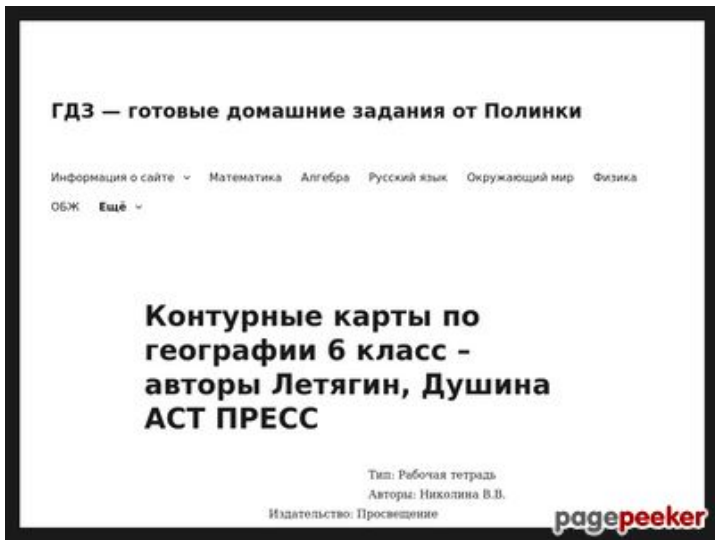 ГДЗ — готовые домашние задания от Полинки
Информация о сайте Математика Алгебра Русский язык Окружающий мир Физика
ОБЖ Ещё
Контурные карты по
географии 6 класс –
авторы Летягин, Душина
АСТ ПРЕСС
Тип: Рабочая тетрадь
Авторы: Николина В.В.
Издательство: Просвещение
pagepeeker